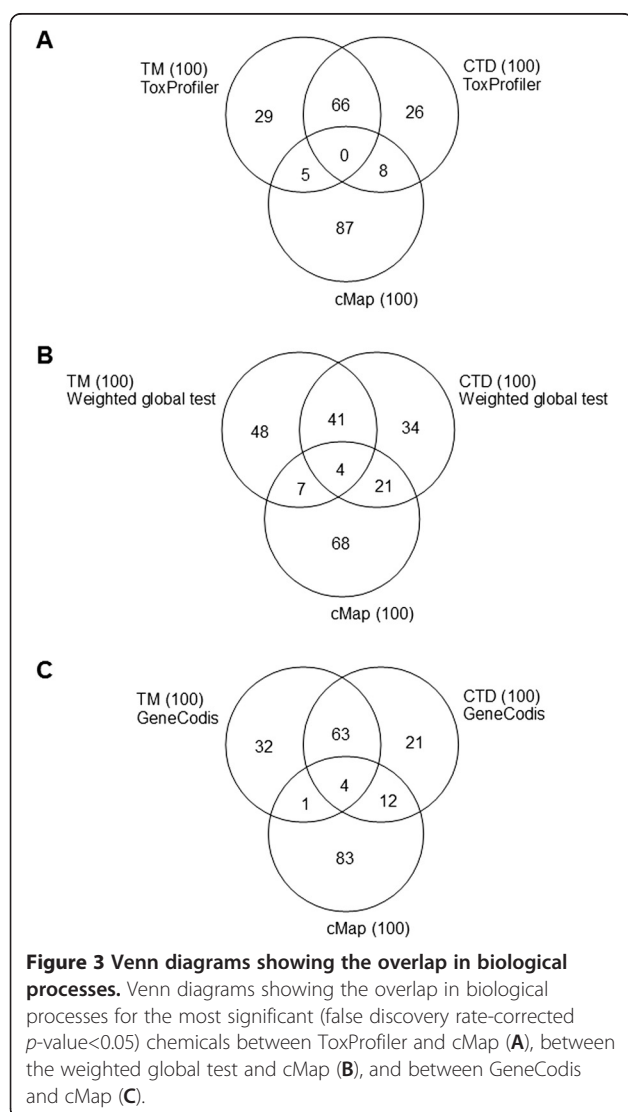 A
TM (100)
ToxProfiler
CTD (100)
ToxProfiler
29
66
26
0
5
8
87
cMap (100)
B
TM (100)
Weighted global test
CTD (100)
Weighted global test
48
41
34
4
7
21
68
cMap (100)
C
TM (100)
GeneCodis
CTD (100)
GeneCodis
32
63
21
4
1
12
83
cMap (100)
Figure 3 Venn diagrams showing the overlap in biological
processes. Venn diagrams showing the overlap in biological
processes for the most significant (false discovery rate-corrected
p-value<0.05) chemicals between ToxProfiler and cMap (A), between
the weighted global test and cMap (B), and between GeneCodis
and cMap (C).